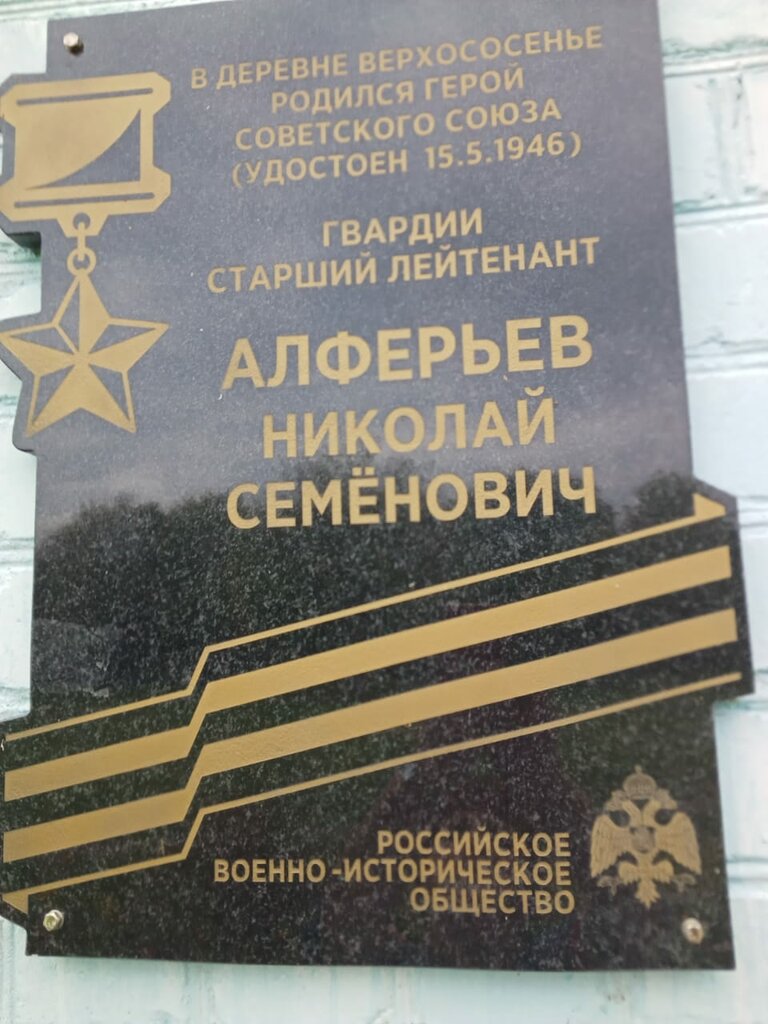 В ДЕРЕВНЕ ВЕРХОСОСЕНЬЕ
РОДИЛСЯ ГЕРОЙ
СОВЕТСКОГО СОЮЗА
(УДОСТОЕН 15.5.1946)
ГВАРДИИ
СТАРШИЙ ЛЕЙТЕНАНТ
АЛФЕРЬЕВ
НИКОЛАЙ
СЕМЁНОВИЧ
РОССИЙСКОЕ
ВОЕННО-ИСТОРИЧЕСКОЕ
ОБЩЕСТВО